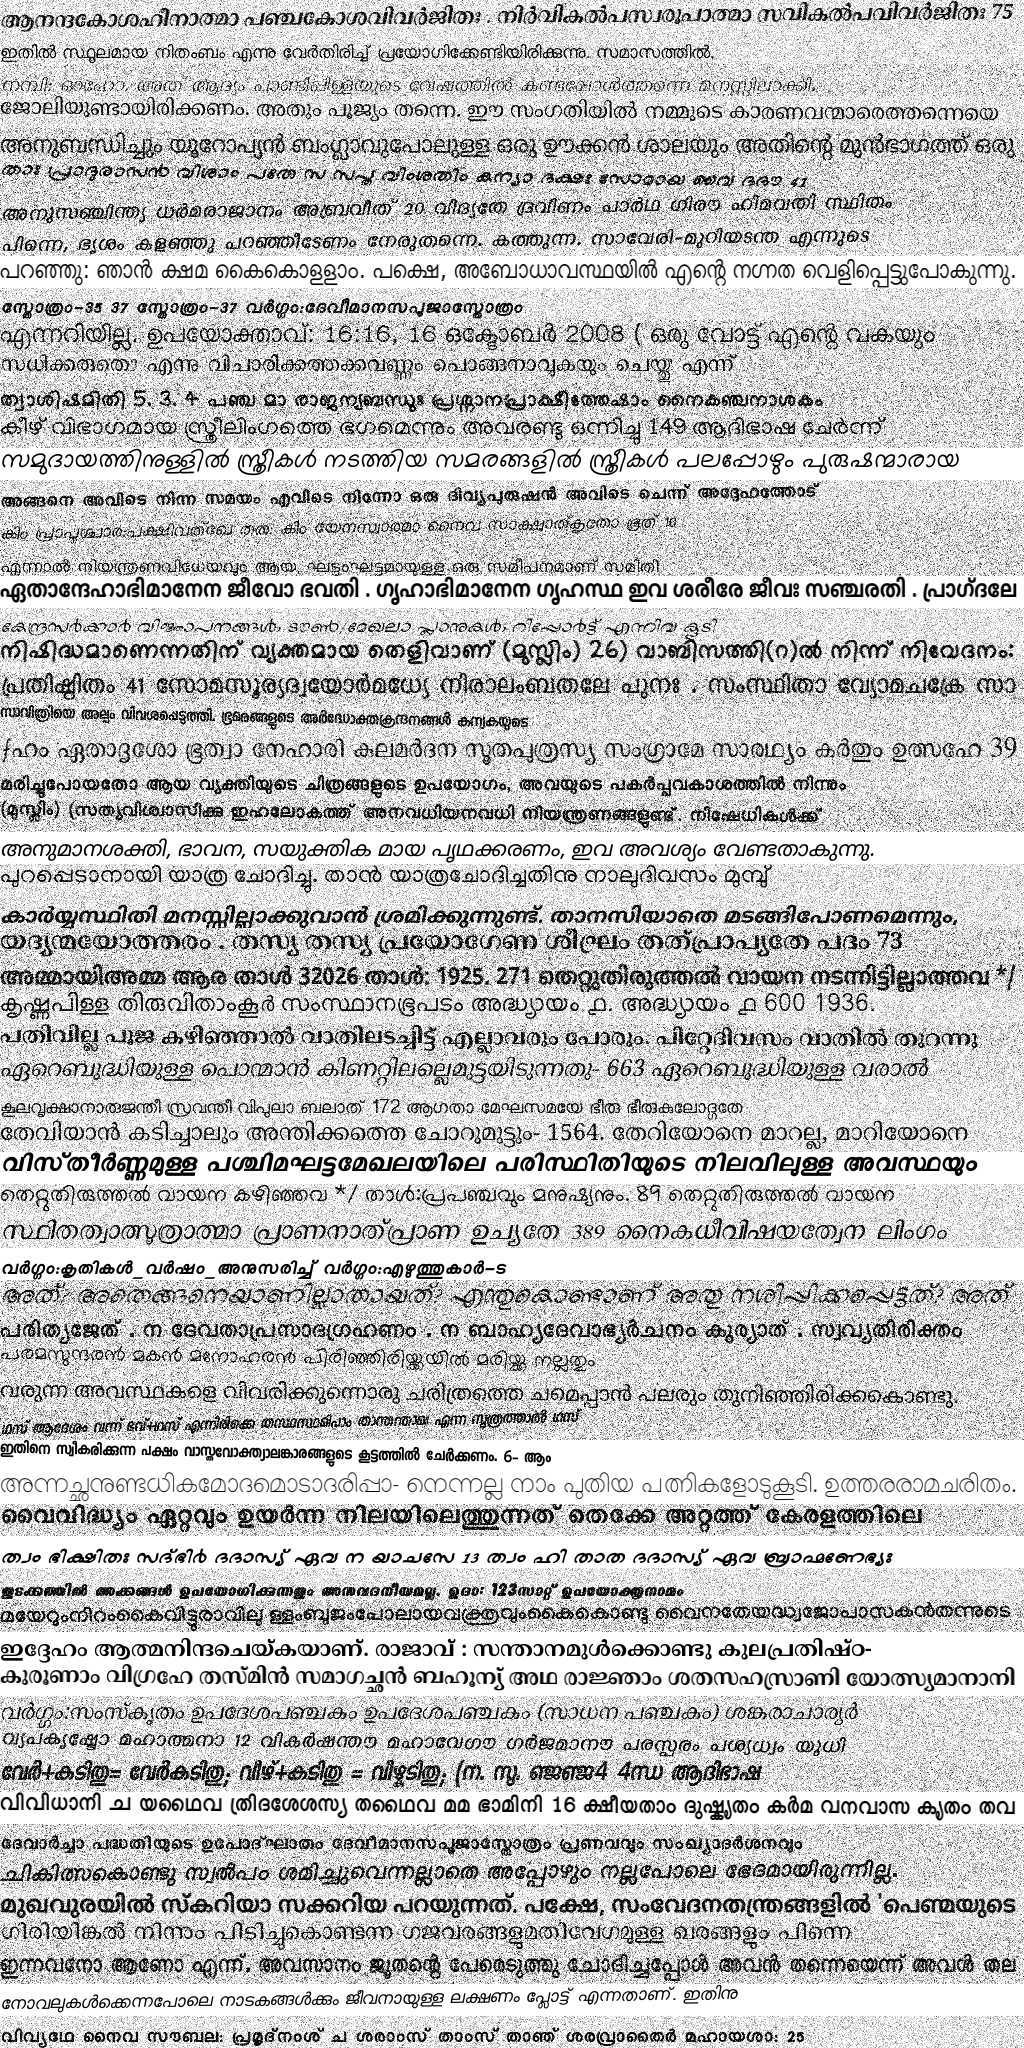 ആനന്ദകോശഹീനാത്മാ പഞ്ചകോശവിവർജിതഃ . നിർവികൽപസ്വരൂപാത്മാ സവികൽപവിവർജിതഃ 75
ഇതിൽ സ്ഥൂലമായ നിതംബം എന്നു വേർതിരിച്ച് പ്രയോഗിക്കേണ്ടിയിരിക്കുന്നു. സമാസത്തിൽ,
നമ്പി: ഓഹോ, അത് ആദ്യം പാണ്ടിപ്പിള്ളയുടെ വേഷത്തിൽ കണ്ടപ്പോൾത്തന്നെ മനസ്സിലാക്കി.
ജോലിയുണ്ടായിരിക്കണം. അതും പൂജ്യം തന്നെ. ഈ സംഗതിയിൽ നമ്മുടെ കാരണവന്മാരെത്തന്നെയെ
അനുബന്ധിച്ചും യൂറോപ്യൻ ബംഗ്ലാവുപോലുള്ള ഒരു ഊക്കൻ ശാലയും അതിന്റെ മുൻഭാഗത്ത് ഒരു
താഃ പ്രാദുരാസൻ വിശാം പതേ സ സപ്ത വിംശതിം കന്യാ ദക്ഷഃ സോമായ വൈ ദദൗ 41
അനുസഞ്ചിന്ത്യ ധർമരാജാനം അബ്രവീത് 20 വിദ്യതേ ദ്രവിണം പാർഥ ഗിരൗ ഹിമവതി സ്ഥിതം
പിന്നെ, ഭൃശം കളഞ്ഞു പറഞ്ഞീടേണം നേരുതന്നെ. കത്തുന്ന. സാവേരി-മുറിയടന്ത എന്നൂടെ
പറഞ്ഞു: ഞാൻ ക്ഷമ കൈകൊള്ളാം. പക്ഷെ, അബോധാവസ്ഥയിൽ എന്റെ നഗ്നത വെളിപ്പെട്ടുപോകുന്നു.
സ്തോത്രം-35 37 സ്തോത്രം-37 വർഗ്ഗം:ദേവീമാനസപൂജാസ്തോത്രം
എന്നറിയില്ല. ഉപയോക്താവ്: 16:16, 16 ഒക്ടോബർ 2008 ( ഒരു വോട്ട് എന്റെ വകയും
സധിക്കരുതൊ എന്നു വിചാരിക്കത്തക്കവണ്ണം പൊങ്ങനാവുകയും ചെയ്തു എന്ന്
ത്വാശിഷമിതി 5. 3. 4 പഞ്ച മാ രാജന്യബന്ധുഃ പ്രശ്നാനപ്രാക്ഷീത്തേഷാം നൈകഞ്ചനാശകം
കീഴ് വിഭാഗമായ സ്ത്രീലിംഗത്തെ ഭഗമെന്നും അവരണ്ടു ഒന്നിച്ചു 149 ആദിഭാഷ ചേർന്ന്
സമുദായത്തിനുള്ളിൽ സ്ത്രീകൾ നടത്തിയ സമരങ്ങളിൽ സ്ത്രീകൾ പലപ്പോഴും പുരുഷന്മാരായ
അങ്ങനെ അവിടെ നിന്ന സമയം എവിടെ നിന്നോ ഒരു ദിവ്യപുരുഷൻ അവിടെ ചെന്ന് അദ്ദേഹത്തോട്
കിം പ്രാപ്തശ്ചാരഃപക്ഷിവത്ഖേ തത്ര കിം യേനസ്വാത്മാ നൈവ സാക്ഷാത്കൃതോ ഭൂത് 18
എന്നാൽ നിയന്ത്രണവിധേയവും ആയ, ഘട്ടംഘട്ടമായുള്ള ഒരു സമീപനമാണ് സമിതി
ഏതാന്ദേഹാഭിമാനേന ജീവോ ഭവതി . ഗൃഹാഭിമാനേന ഗൃഹസ്ഥ ഇവ ശരീരേ ജീവഃ സഞ്ചരതി . പ്രാഗ്ദലേ
കേന്ദ്രസർക്കാർ വിജ്ഞാപനങ്ങൾ, ടൗൺ/മേഖലാ പ്ലാനുകൾ, റിപ്പോർട്ട് എന്നിവ കൂടി
നിഷിദ്ധമാണെന്നതിന് വ്യക്തമായ തെളിവാണ് (മുസ്ലിം) 26) വാബിസത്തി(റ)ൽ നിന്ന് നിവേദനം:
പ്രതിഷ്ഠിതം 41 സോമസൂര്യദ്വയോർമധ്യേ നിരാലംബതലേ പുനഃ . സംസ്ഥിതാ വ്യോമചക്രേ സാ
ന്ധവിത്രിയെ അല്പം വിവശപ്പെടുത്തി. ഭ്രമരങ്ങളുടെ അർദ്ധോക്തക്രന്ദനങ്ങൾ കന്വകയുടെ
ƒഹം ഏതാദൃശോ ഭൂത്വാ നേഹാരി കുലമർദന സൂതപുത്രസ്യ സംഗ്രാമേ സാരഥ്യം കർതും ഉത്സഹേ 39
മരിച്ചുപോയതോ ആയ വ്യക്തിയുടെ ചിത്രങ്ങളുടെ ഉപയോഗം, അവയുടെ പകർപ്പവകാശത്തിൽ നിന്നും
(മുസ്ലിം) (സത്യവിശ്വാസിക്കു ഇഹലോകത്ത് അനവധിയനവധി നിയന്ത്രണങ്ങളുണ്ട്. നിഷേധികൾക്ക്
അനുമാനശക്തി, ഭാവന, സയുക്തിക മായ പൃഥക്കരണം, ഇവ അവശ്യം വേണ്ടതാകുന്നു.
പുറപ്പെടാനായി യാത്ര ചോദിച്ചു. താൻ യാത്രചോദിച്ചതിനു നാലുദിവസം മുമ്പ്
കാർയ്യസ്ഥിതി മനസ്സില്ലാക്കുവാൻ ശ്രമിക്കുന്നുണ്ട്. താനസിയാതെ മടങ്ങിപോണമെന്നും,
യദ്യന്മയോത്തരം . തസ്യ തസ്യ പ്രയോഗേണ ശീഘ്രം തത്പ്രാപ്യതേ പദം 73
അമ്മായിഅമ്മ ആര താൾ 32026 താൾ: 1925. 271 തെറ്റുതിരുത്തൽ വായന നടന്നിട്ടില്ലാത്തവ */
കൃഷ്ണപിള്ള തിരുവിതാംകൂർ സംസ്ഥാനഭൂപടം അദ്ധ്യായം ൧. അദ്ധ്യായം ൧ 600 1936.
പതിവില്ല പൂജ കഴിഞ്ഞാൽ വാതിലടച്ചിട്ട് എല്ലാവരും പോരും. പിറ്റേദിവസം വാതിൽ തുറന്നു
ഏറെബുദ്ധിയുള്ള പൊന്മാൻ കിണറ്റിലല്ലെമുട്ടയിടുന്നതു- 663 ഏറെബുദ്ധിയുള്ള വരാൽ
കൂലവൃക്ഷാനാരുജന്തീ സ്രവന്തീ വിപുലാ ബലാത് 172 ആഗതാ മേഘസമയേ ഭീരു ഭീരുകുലോദ്ഗതേ
തേവിയാൻ കടിച്ചാലും അന്തിക്കത്തെ ചോറുമുട്ടും- 1564. തേറിയോനെ മാറല്ല, മാറിയോനെ
വിസ്തീർണ്ണമുള്ള പശ്ചിമഘട്ടമേഖലയിലെ പരിസ്ഥിതിയുടെ നിലവിലുള്ള അവസ്ഥയും
തെറ്റുതിരുത്തൽ വായന കഴിഞ്ഞവ */ താൾ:പ്രപഞ്ചവും മനുഷ്യനും. 89 തെറ്റുതിരുത്തൽ വായന
സ്ഥിതത്വാത്സൂത്രാത്മാ പ്രാണനാത്പ്രാണ ഉച്യതേ 389 നൈകധീവിഷയത്വേന ലിംഗം
വർഗ്ഗം:കൃതികൾ_വർഷം_അനുസരിച്ച് വർഗ്ഗം:എഴുത്തുകാർ-ട
അത്? അതെങ്ങനെയാണില്ലാതായത്? എന്തുകൊണ്ടാണ് അതു നശിപ്പിക്കപ്പെട്ടത്? അത്
പരിത്യജേത് . ന ദേവതാപ്രസാദഗ്രഹണം . ന ബാഹ്യദേവാഭ്യർചനം കുര്യാത് . സ്വവ്യതിരിക്തം
പരമസുന്ദരൻ മകൻ മനോഹരൻ പിരിഞ്ഞിരിയ്ക്കയിൽ മരിയ്ക്ക നല്ലതും
വരുന്ന അവസ്ഥകളെ വിവരിക്കുന്നൊരു ചരിത്രത്തെ ചമെപ്പാൻ പലരും തുനിഞ്ഞിരിക്കകൊണ്ടു.
ഥസ് ആദേശം വന്ന് ഭവ്+ഥസ് എന്നിരിക്കെ തസ്ഥസ്ഥമിപാം താന്തന്താമഃ എന്ന സൂത്രത്താൽ ഥസ്
ഇതിനെ സ്വീകരിക്കുന്ന പക്ഷം വാസ്തവോക്ത്യാലങ്കാരങ്ങളുടെ കൂട്ടത്തിൽ ചേർക്കണം. 6- ആം
അന്നച്ഛനുണ്ടധികമോദമൊടാദരിപ്പാ- നെന്നല്ല നാം പുതിയ പത്നികളോടുകൂടി. ഉത്തരരാമചരിതം.
വൈവിദ്ധ്യം ഏറ്റവും ഉയർന്ന നിലയിലെത്തുന്നത് തെക്കേ അറ്റത്ത് കേരളത്തിലെ
ത്വം ഭിക്ഷിതഃ സദ്ഭിർ ദദാസ്യ് ഏവ ന യാചസേ 13 ത്വം ഹി താത ദദാസ്യ് ഏവ ബ്രാഹ്മണേഭ്യഃ
തുടക്കത്തിൽ അക്കങ്ങൾ ഉപയോഗിക്കുന്നതും അനുവദനീയമല്ല. ഉദാ: 123സാറ്റ് ഉപയോക്തൃനാമം
മയേറുംനിറംകൈവിട്ടുരാവിലു ള്ളംബുജംപോലായവക്ത്രവുംകൈകൊണ്ടു വൈനതേയദ്ധ്വജോപാസകൻതന്നുടെ
ഇദ്ദേഹം ആത്മനിന്ദചെയ്കയാണ്. രാജാവ് : സന്താനമുൾക്കൊണ്ടു കുലപ്രതിഷ്ഠ-
കുരൂണാം വിഗ്രഹേ തസ്മിൻ സമാഗച്ഛൻ ബഹൂന്യ് അഥ രാജ്ഞാം ശതസഹസ്രാണി യോത്സ്യമാനാനി
വർഗ്ഗം:സംസ്കൃതം ഉപദേശപഞ്ചകം ഉപദേശപഞ്ചകം (സാധന പഞ്ചകം) ശങ്കരാചാര്യർ
വ്യപകൃഷ്ടോ മഹാത്മനാ 12 വികർഷന്തൗ മഹാവേഗൗ ഗർജമാനൗ പരസ്പരം പശ്യധ്വം യുധി
വേർ+കടിതു= വേർകടിതു; വീഴ്+കടിതു = വീഴ്കടിതു; (ന. സൂ. ഞ്ഞഞ്ഞ4 4ന്ധ ആദിഭാഷ
വിവിധാനി ച യഥൈവ ത്രിദശേശസ്യ തഥൈവ മമ ഭാമിനി 16 ക്ഷീയതാം ദുഷ്കൃതം കർമ വനവാസ കൃതം തവ
ദേവാർച്ചാ പദ്ധതിയുടെ ഉപോദ്ഘാതം ദേവീമാനസപൂജാസ്തോത്രം പ്രണവവും സംഖ്യാദർശനവും
ചികിത്സകൊണ്ടു സ്വൽപം ശമിച്ചുവെന്നല്ലാതെ അപ്പോഴും നല്ലപോലെ ഭേദമായിരുന്നില്ല.
മുഖവുരയിൽ സ്കറിയാ സക്കറിയ പറയുന്നത്. പക്ഷേ, സംവേദനതന്ത്രങ്ങളിൽ 'പെണ്മയുടെ
ഗിരിയിങ്കൽ നിന്നും പിടിച്ചുകൊണ്ടന്ന ഗജവരങ്ങളുമതിവേഗമുള്ള ഖരങ്ങളും പിന്നെ
ഇന്നവനോ ആണോ എന്ന്. അവസാനം ജൂതന്റെ പേരെടുത്തു ചോദിച്ചപ്പോൾ അവൻ തന്നെയെന്ന് അവൾ തല
നോവലുകൾക്കെന്നപോലെ നാടകങ്ങൾക്കും ജീവനായുള്ള ലക്ഷണം പ്ലോട്ട് എന്നതാണ്. ഇതിനു
വിവ്യഥേ നൈവ സൗബല: പ്രമൃദ്നംശ് ച ശരാംസ് താംസ് താഞ് ശരവ്രാതൈർ മഹായശാ: 25